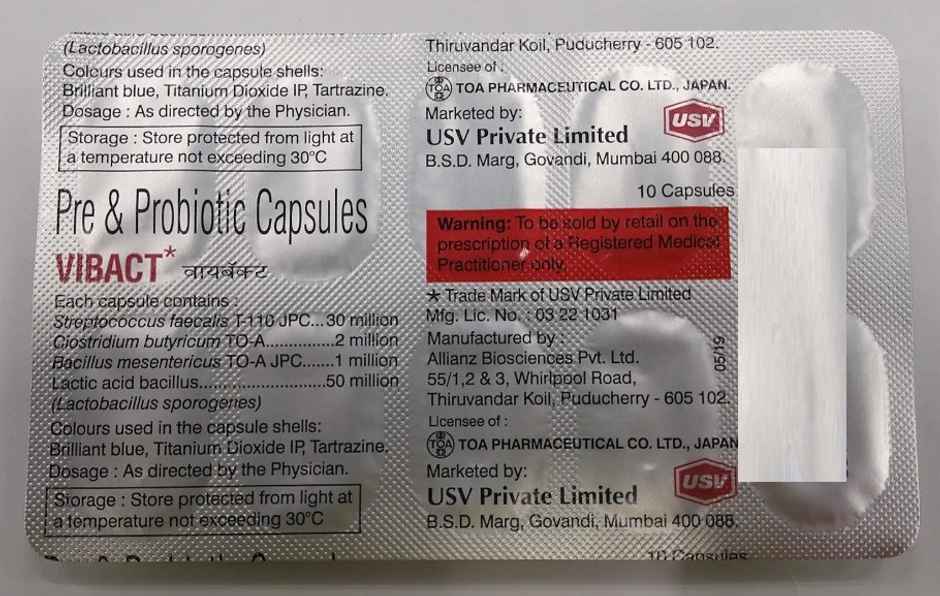 (Lactobacillus sporogenes)
Colours used in the capsule shells:
Brilliant blue, Titanium Dioxide IP, Tartrazine.
Dosage : As directed by the Physician.
Storage : Store protected from light at
a temperature not exceeding 30°C
Pre & Probiotic Capsules
VIBACT*
वायबॅक्ट
Each capsule contains :
Streptococcus faecalis T-110 JPC...30 million
Clostridium butyricum TO-A...............2 million
Bacillus mesentericus TO-A JPC.......1 million
Lactic acid bacillus..........................50 million
(Lactobacillus sporogenes)
Colours used in the capsule shells:
Brilliant blue, Titanium Dioxide IP, Tartrazine.
Dosage : As directed by the Physician.
Storage : Store protected from light at
a temperature not exceeding 30°C
Pre & Probiotic Capsules
Thiruvandar Koil, Puducherry - 605 102.
Licensee of :
TOA TOA PHARMACEUTICAL CO. LTD., JAPAN.
Marketed by:
USV Private Limited
USV
B.S.D. Marg, Govandi, Mumbai 400 088.
10 Capsules
Warning: To be sold by retail on the
prescription of a Registered Medical
Practitioner only.
* Trade Mark of USV Private Limited
Mfg. Lic. No. : 03 22 1031
Manufactured by :
Allianz Biosciences Pvt. Ltd.
55/1,2 & 3, Whirlpool Road,
Thiruvandar Koil, Puducherry - 605 102.
05/19
Licensee of :
TOA TOA PHARMACEUTICAL CO. LTD., JAPAN
Marketed by:
USV Private Limited
USV
B.S.D. Marg, Govandi, Mumbai 400 088.
10 Capsules